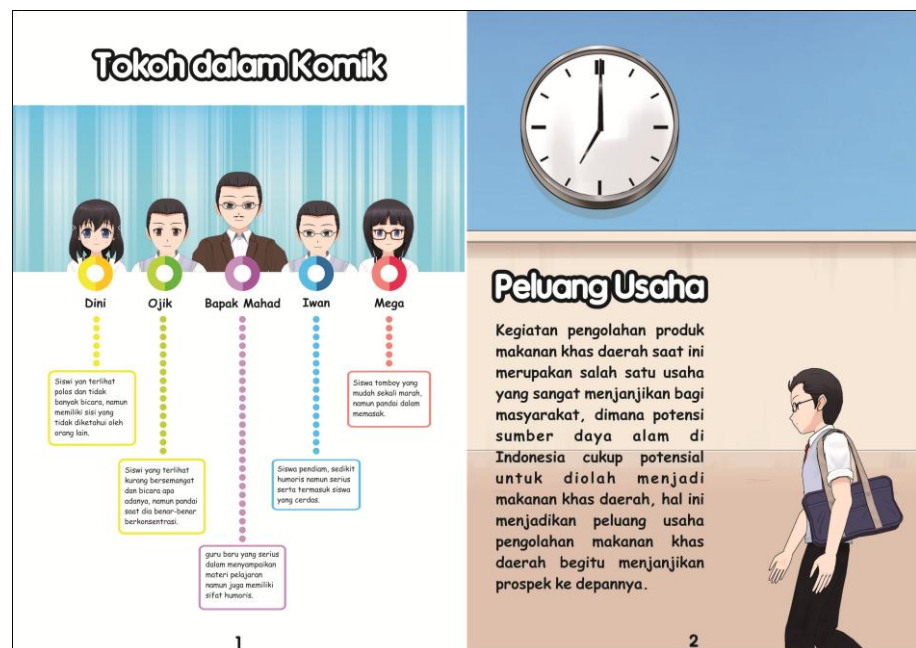 Tokoh dalam Komik
Dini
Ojik
Bapak Mahad
Iwan
Mega
Siswi yan terlihat
polos dan tidak
banyak bicara, namun
memiliki sisi yang
tidak diketahui oleh
orang lain.
Siswi yang terlihat
kurang bersemangat
dan bicara apa
adanya, namun pandai
saat dia benar-benar
berkonsentrasi.
guru baru yang serius
dalam menyampaikan
materi pelajaran
namun juga memiliki
sifat humoris.
Siswa pendiam, sedikit
humoris namun serius
serta termasuk siswa
yang cerdas.
Siswa tomboy yang
mudah sekali marah,
namun pandai dalam
memasak.
1
Peluang Usaha
Kegiatan pengolahan produk
makanan khas daerah saat ini
merupakan salah satu usaha
yang sangat menjanjikan bagi
masyarakat, dimana potensi
sumber daya alam di
Indonesia cukup potensial
untuk diolah menjadi
makanan khas daerah, hal ini
menjadikan peluang usaha
pengolahan makanan khas
daerah begitu menjanjikan
prospek ke depannya.
2